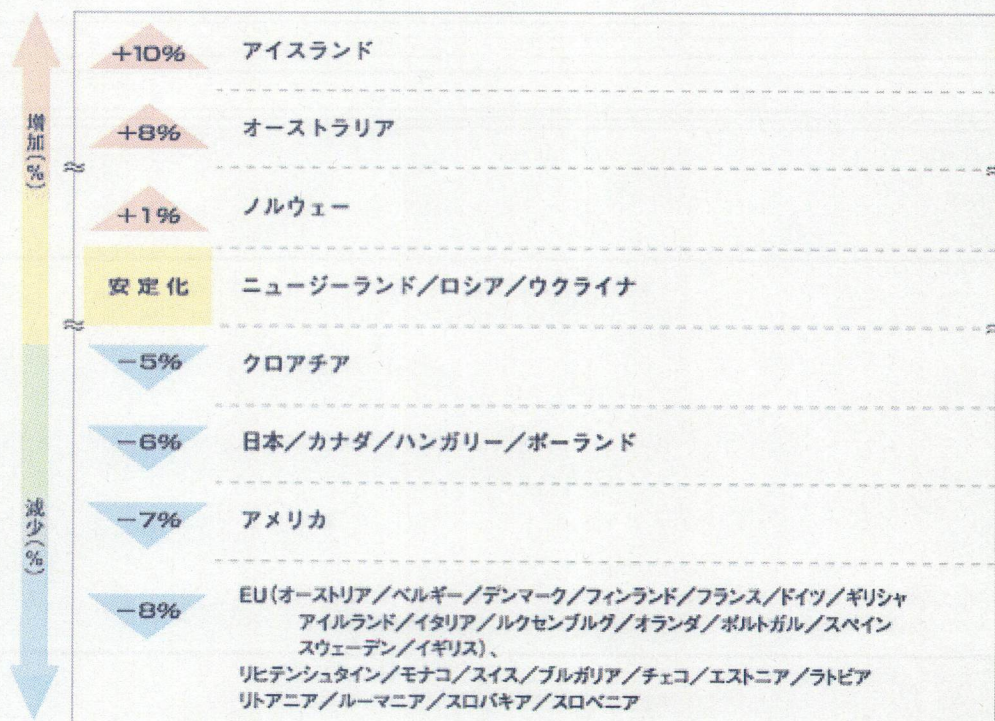 増加(%)
+10% アイスランド
+8% オーストラリア
+1% ノルウェー
安定化 ニュージーランド/ロシア/ウクライナ
-5% クロアチア
-6% 日本/カナダ/ハンガリー/ポーランド
-7% アメリカ
減少(%)
-8% EU(オーストリア/ベルギー/デンマーク/フィンランド/フランス/ドイツ/ギリシャ
アイルランド/イタリア/ルクセンブルグ/オランダ/ポルトガル/スペイン
スウェーデン/イギリス)、
リヒテンシュタイン/モナコ/スイス/ブルガリア/チェコ/エストニア/ラトビア
リトアニア/ルーマニア/スロバキア/スロベニア